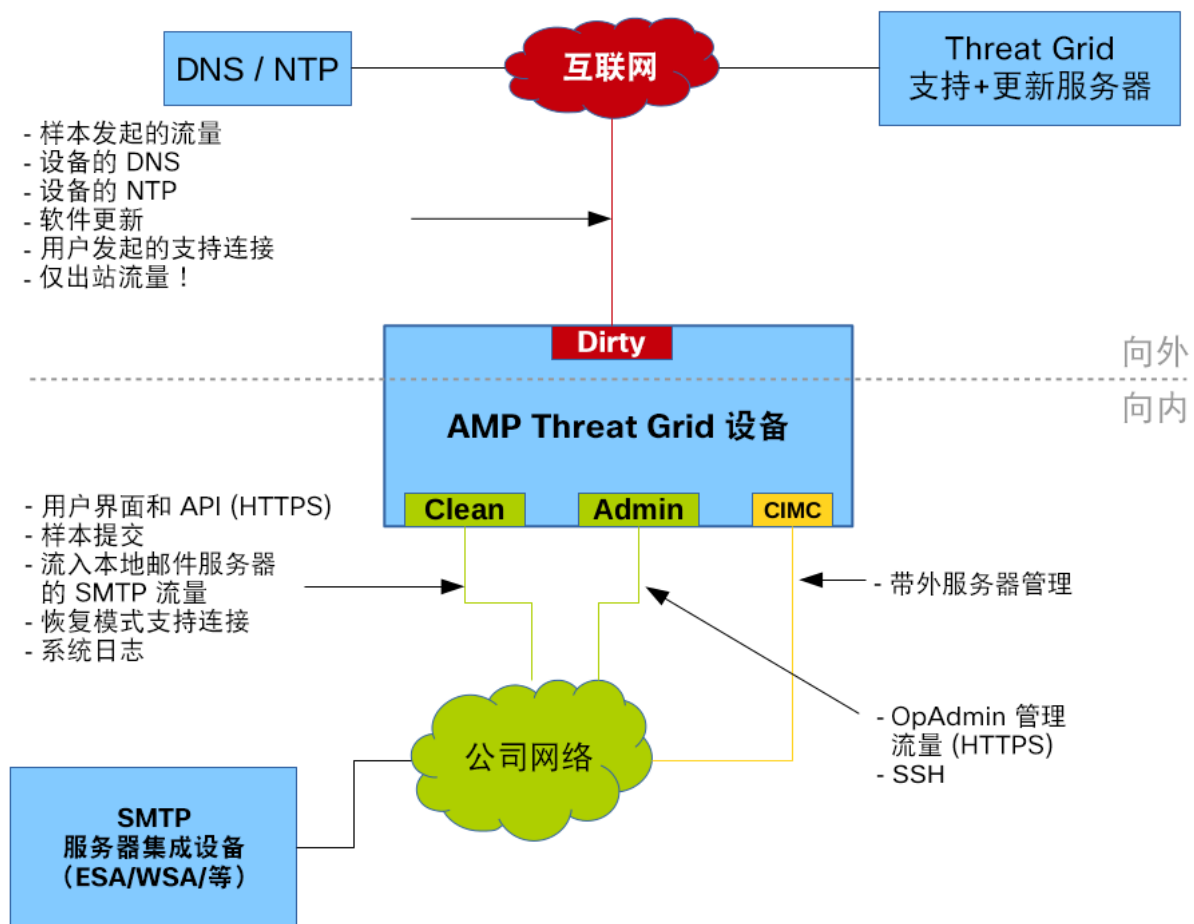 DNS / NTP
互联网
Threat Grid
支持+更新服务器
- 样本发起的流量
- 设备的 DNS
- 设备的 NTP
- 软件更新
- 用户发起的支持连接
- 仅出站流量！
Dirty
向外
向内
AMP Threat Grid 设备
Clean
Admin
CIMC
- 用户界面和 API (HTTPS)
- 样本提交
- 流入本地邮件服务器
的 SMTP 流量
- 恢复模式支持连接
- 系统日志
- 带外服务器管理
- OpAdmin 管理
流量 (HTTPS)
- SSH
公司网络
SMTP
服务器集成设备
（ESA/WSA/等）